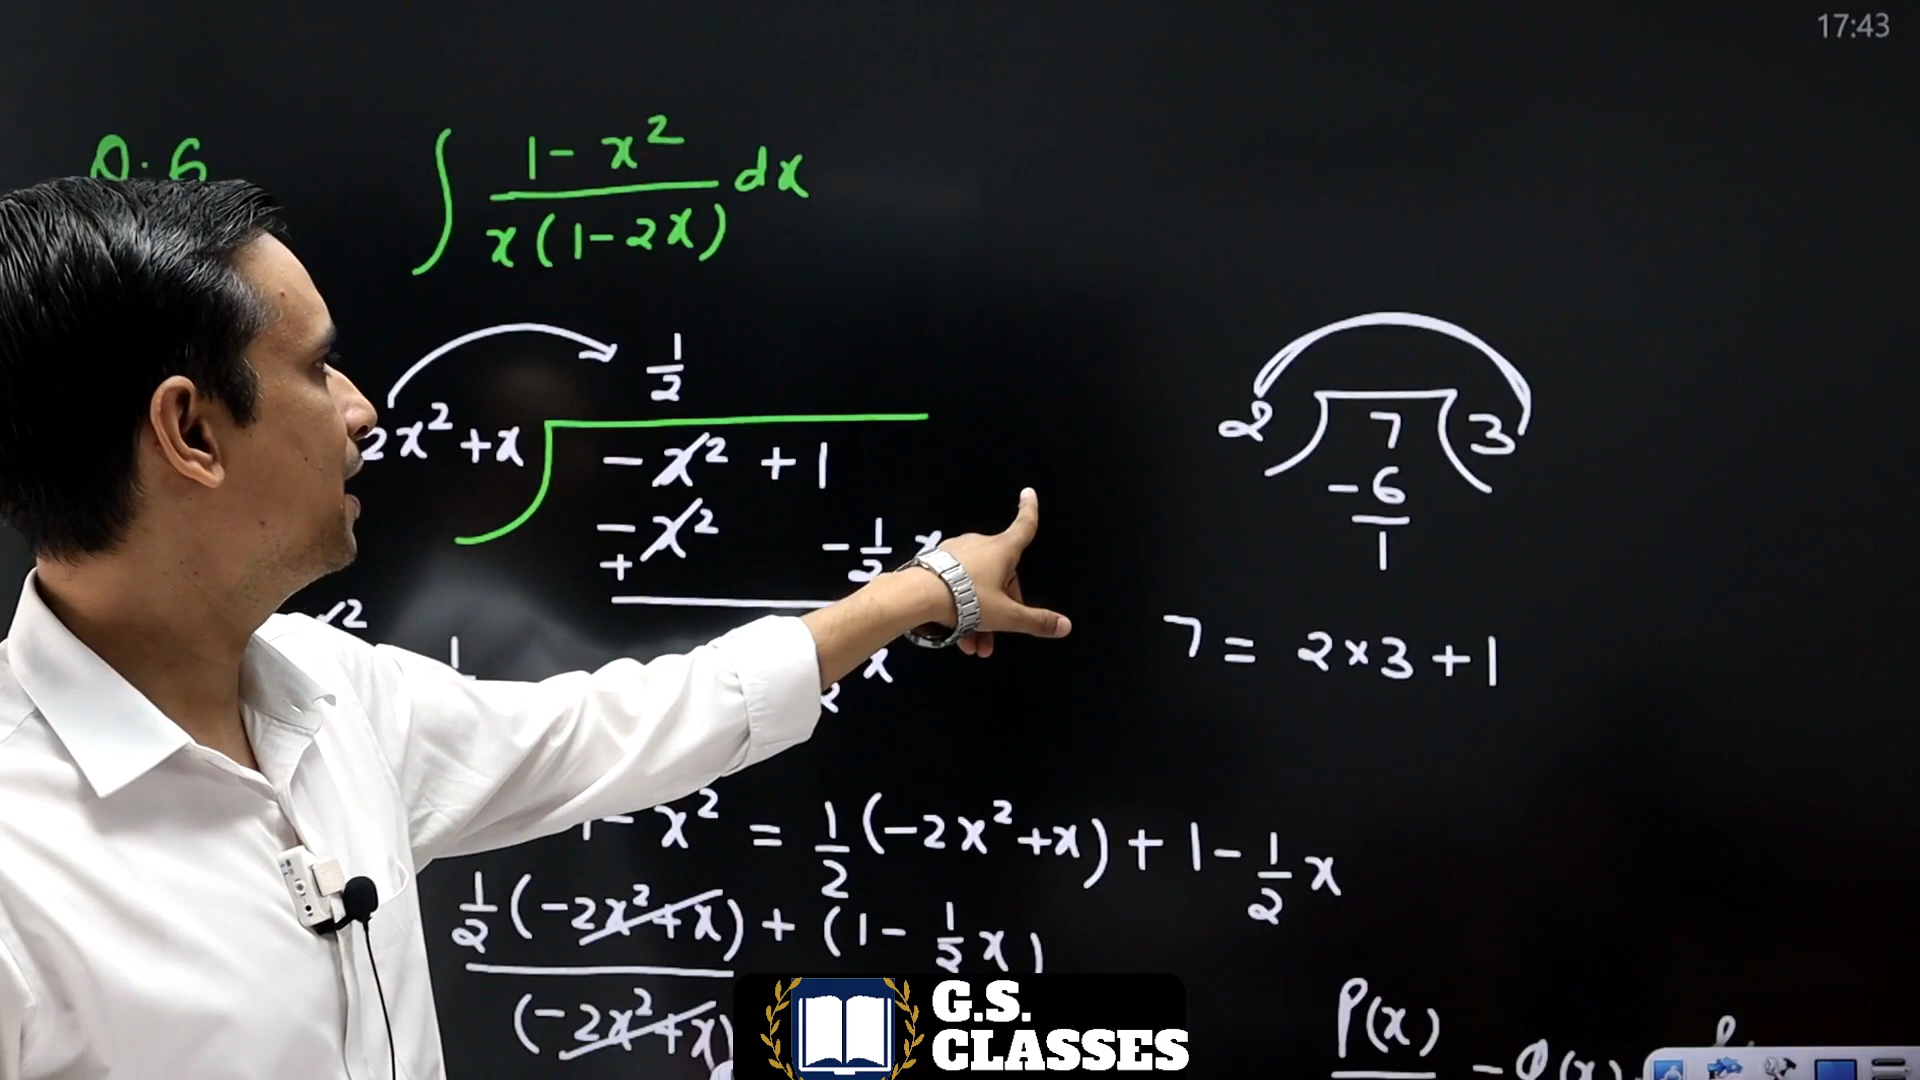 17:43
Q. 6
∫ (1 - x²) / (x(1-2x)) dx
1/2
2x² + x
-x² + 1
-x² - 1/2 x
+
x
2
2 ) 7 ( 3
-6
1
7 = 2×3+1
x² = 1/2 (-2x²+x) + 1 - 1/2 x
1/2 (-2x²+x) + (1 - 1/2 x)
(-2x²+x)
P(x)
G.S.
CLASSES